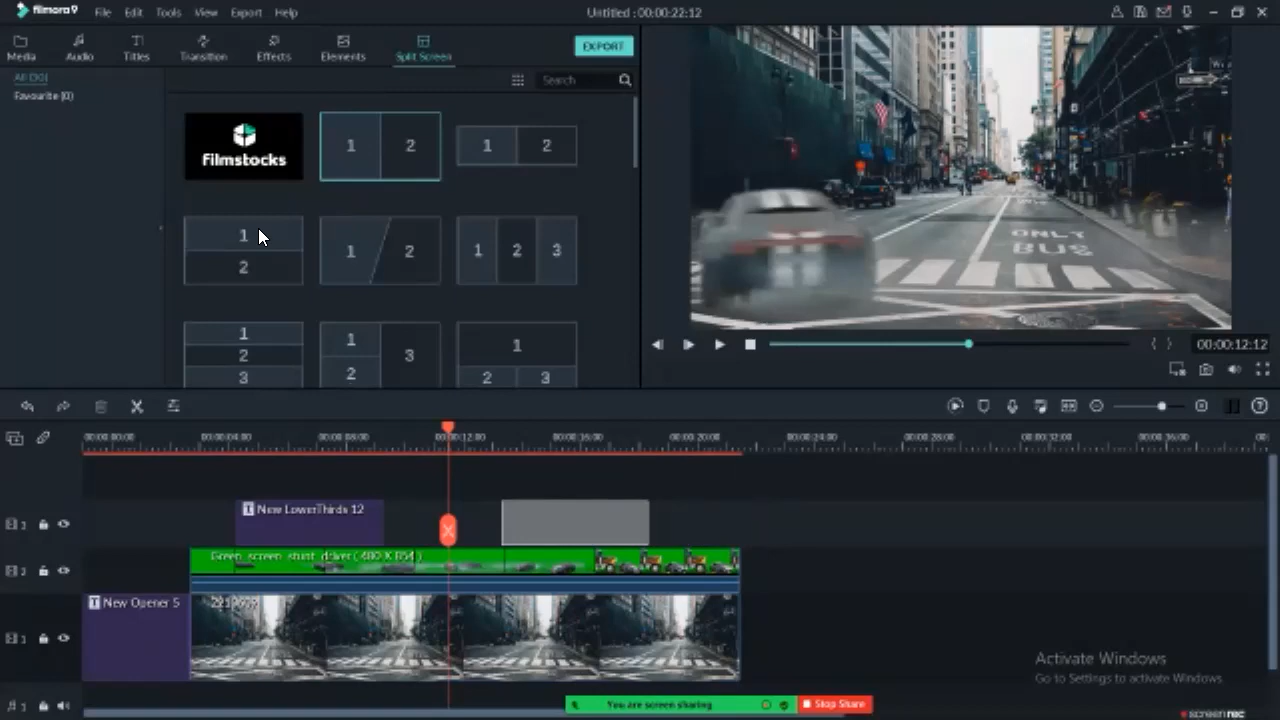 filmora9 File Edit Tools View Export Help Untitled : 00:00:22:12
Media Audio Titles Transition Effects Elements Split Screen EXPORT
All (30) Search
Favourite (0)
filmstocks 1 2 1 2
1 2 1 2 1 2 3
1 2 3 1 2 3 1 2 3
ONLY
BUS
00:00:12:12
00:00:00:00 00:00:04:00 00:00:08:00 00:00:12:00 00:00:16:00 00:00:20:00 00:00:24:00 00:00:28:00 00:00:32:00 00:00:36:00
3 T New LowerThirds 12
2 Green_screen_stunt_driver ( 480 X 854 )
1 T New Opener 5
1
You are screen sharing Stop Share
Activate Windows
Go to Settings to activate Windows
screenrec